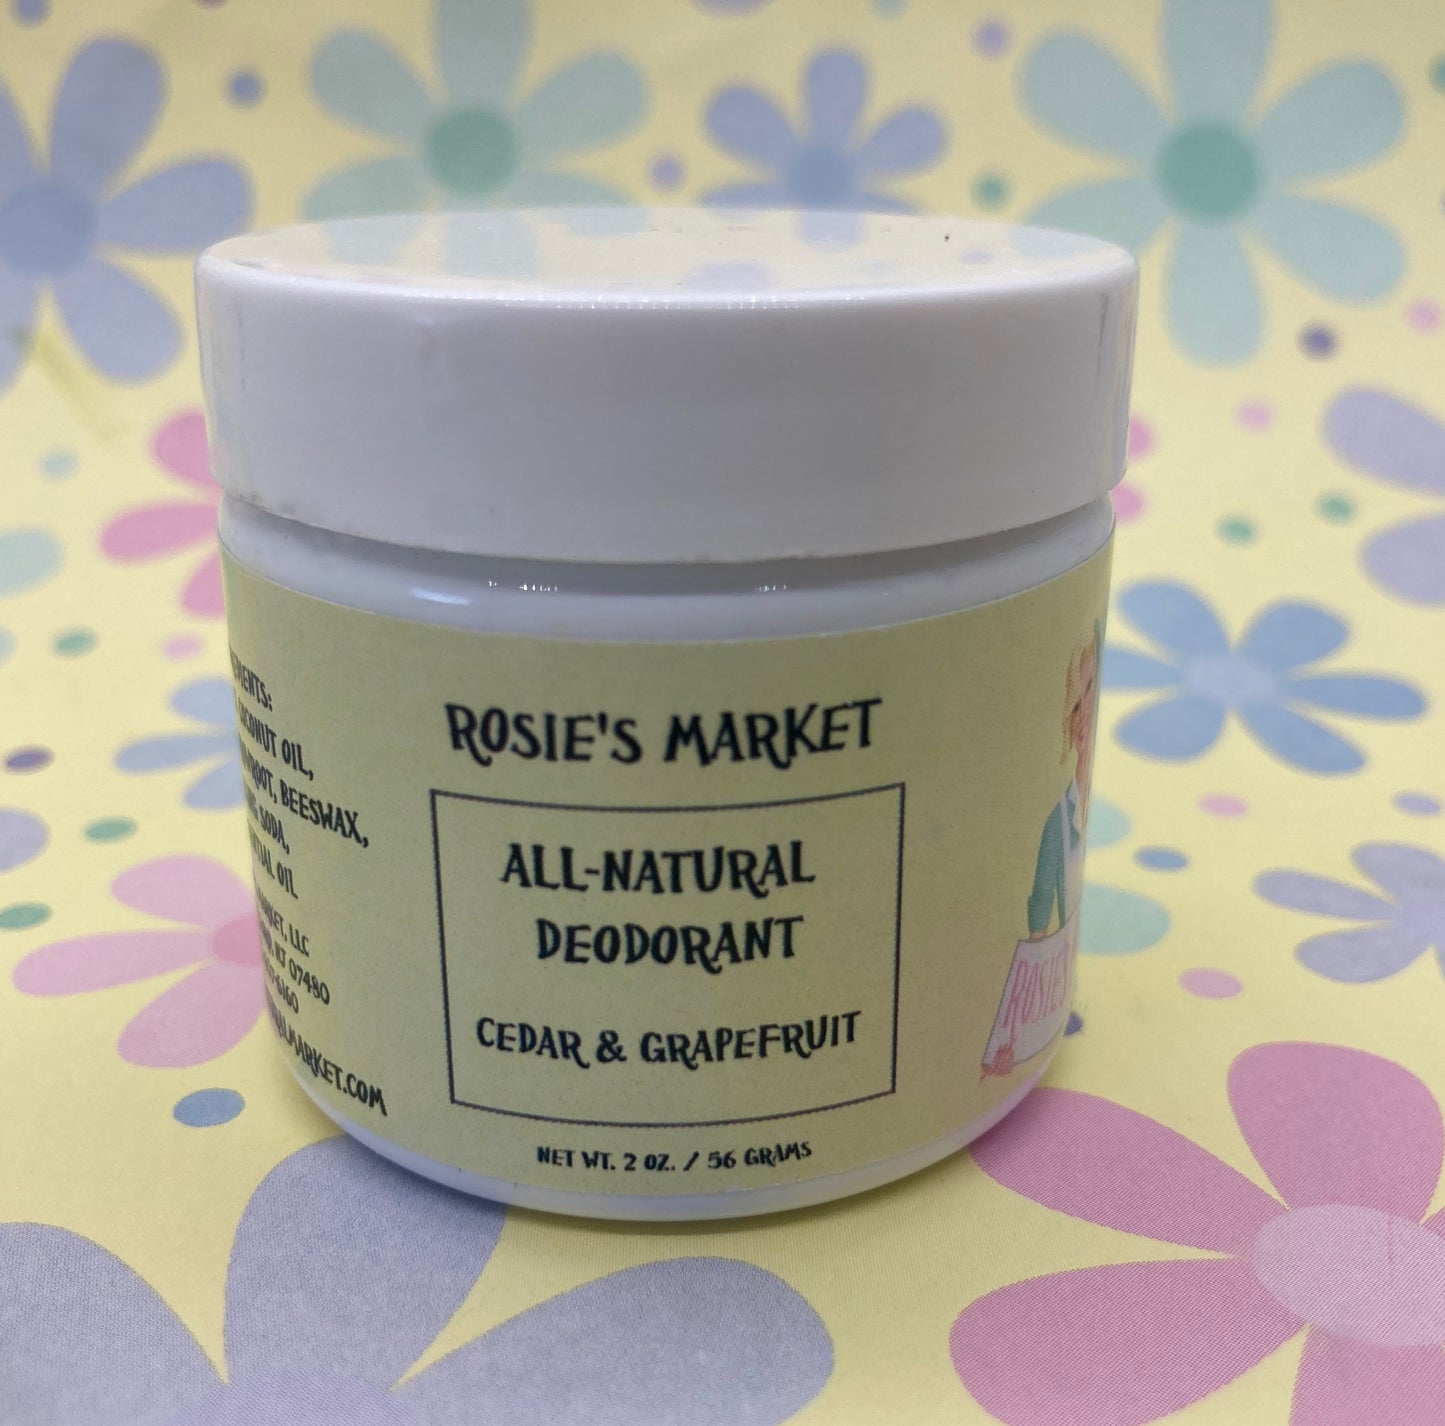 COCONUT OIL,
BEESWAX,
SODA,
OIL
MARKET, LLC
NJ 07480
ROSIE'S MARKET
ALL-NATURAL
DEODORANT
CEDAR & GRAPEFRUIT
NET WT. 2 OZ. / 56 GRAMS
ROSIE'S